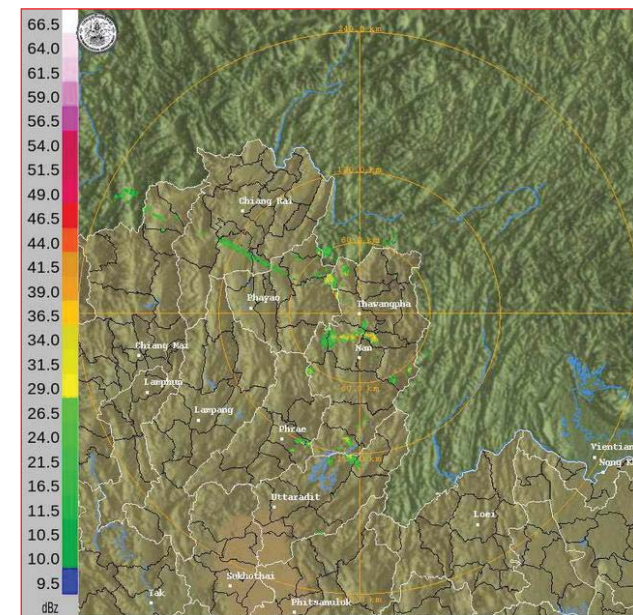 66.5
64.0
61.5
59.0
56.5
54.0
51.5
49.0
46.5
44.0
41.5
39.0
36.5
34.0
31.5
29.0
26.5
24.0
21.5
16.5
11.5
10.0
9.5
dBz
Chiang Rai
Phayao
Thawangpha
Chiang Mai
Nan
Lamphun
Lampang
Phrae
Vientian
Nong K
Uttaradit
Loei
Sukhothai
Tak
Phitsanulok